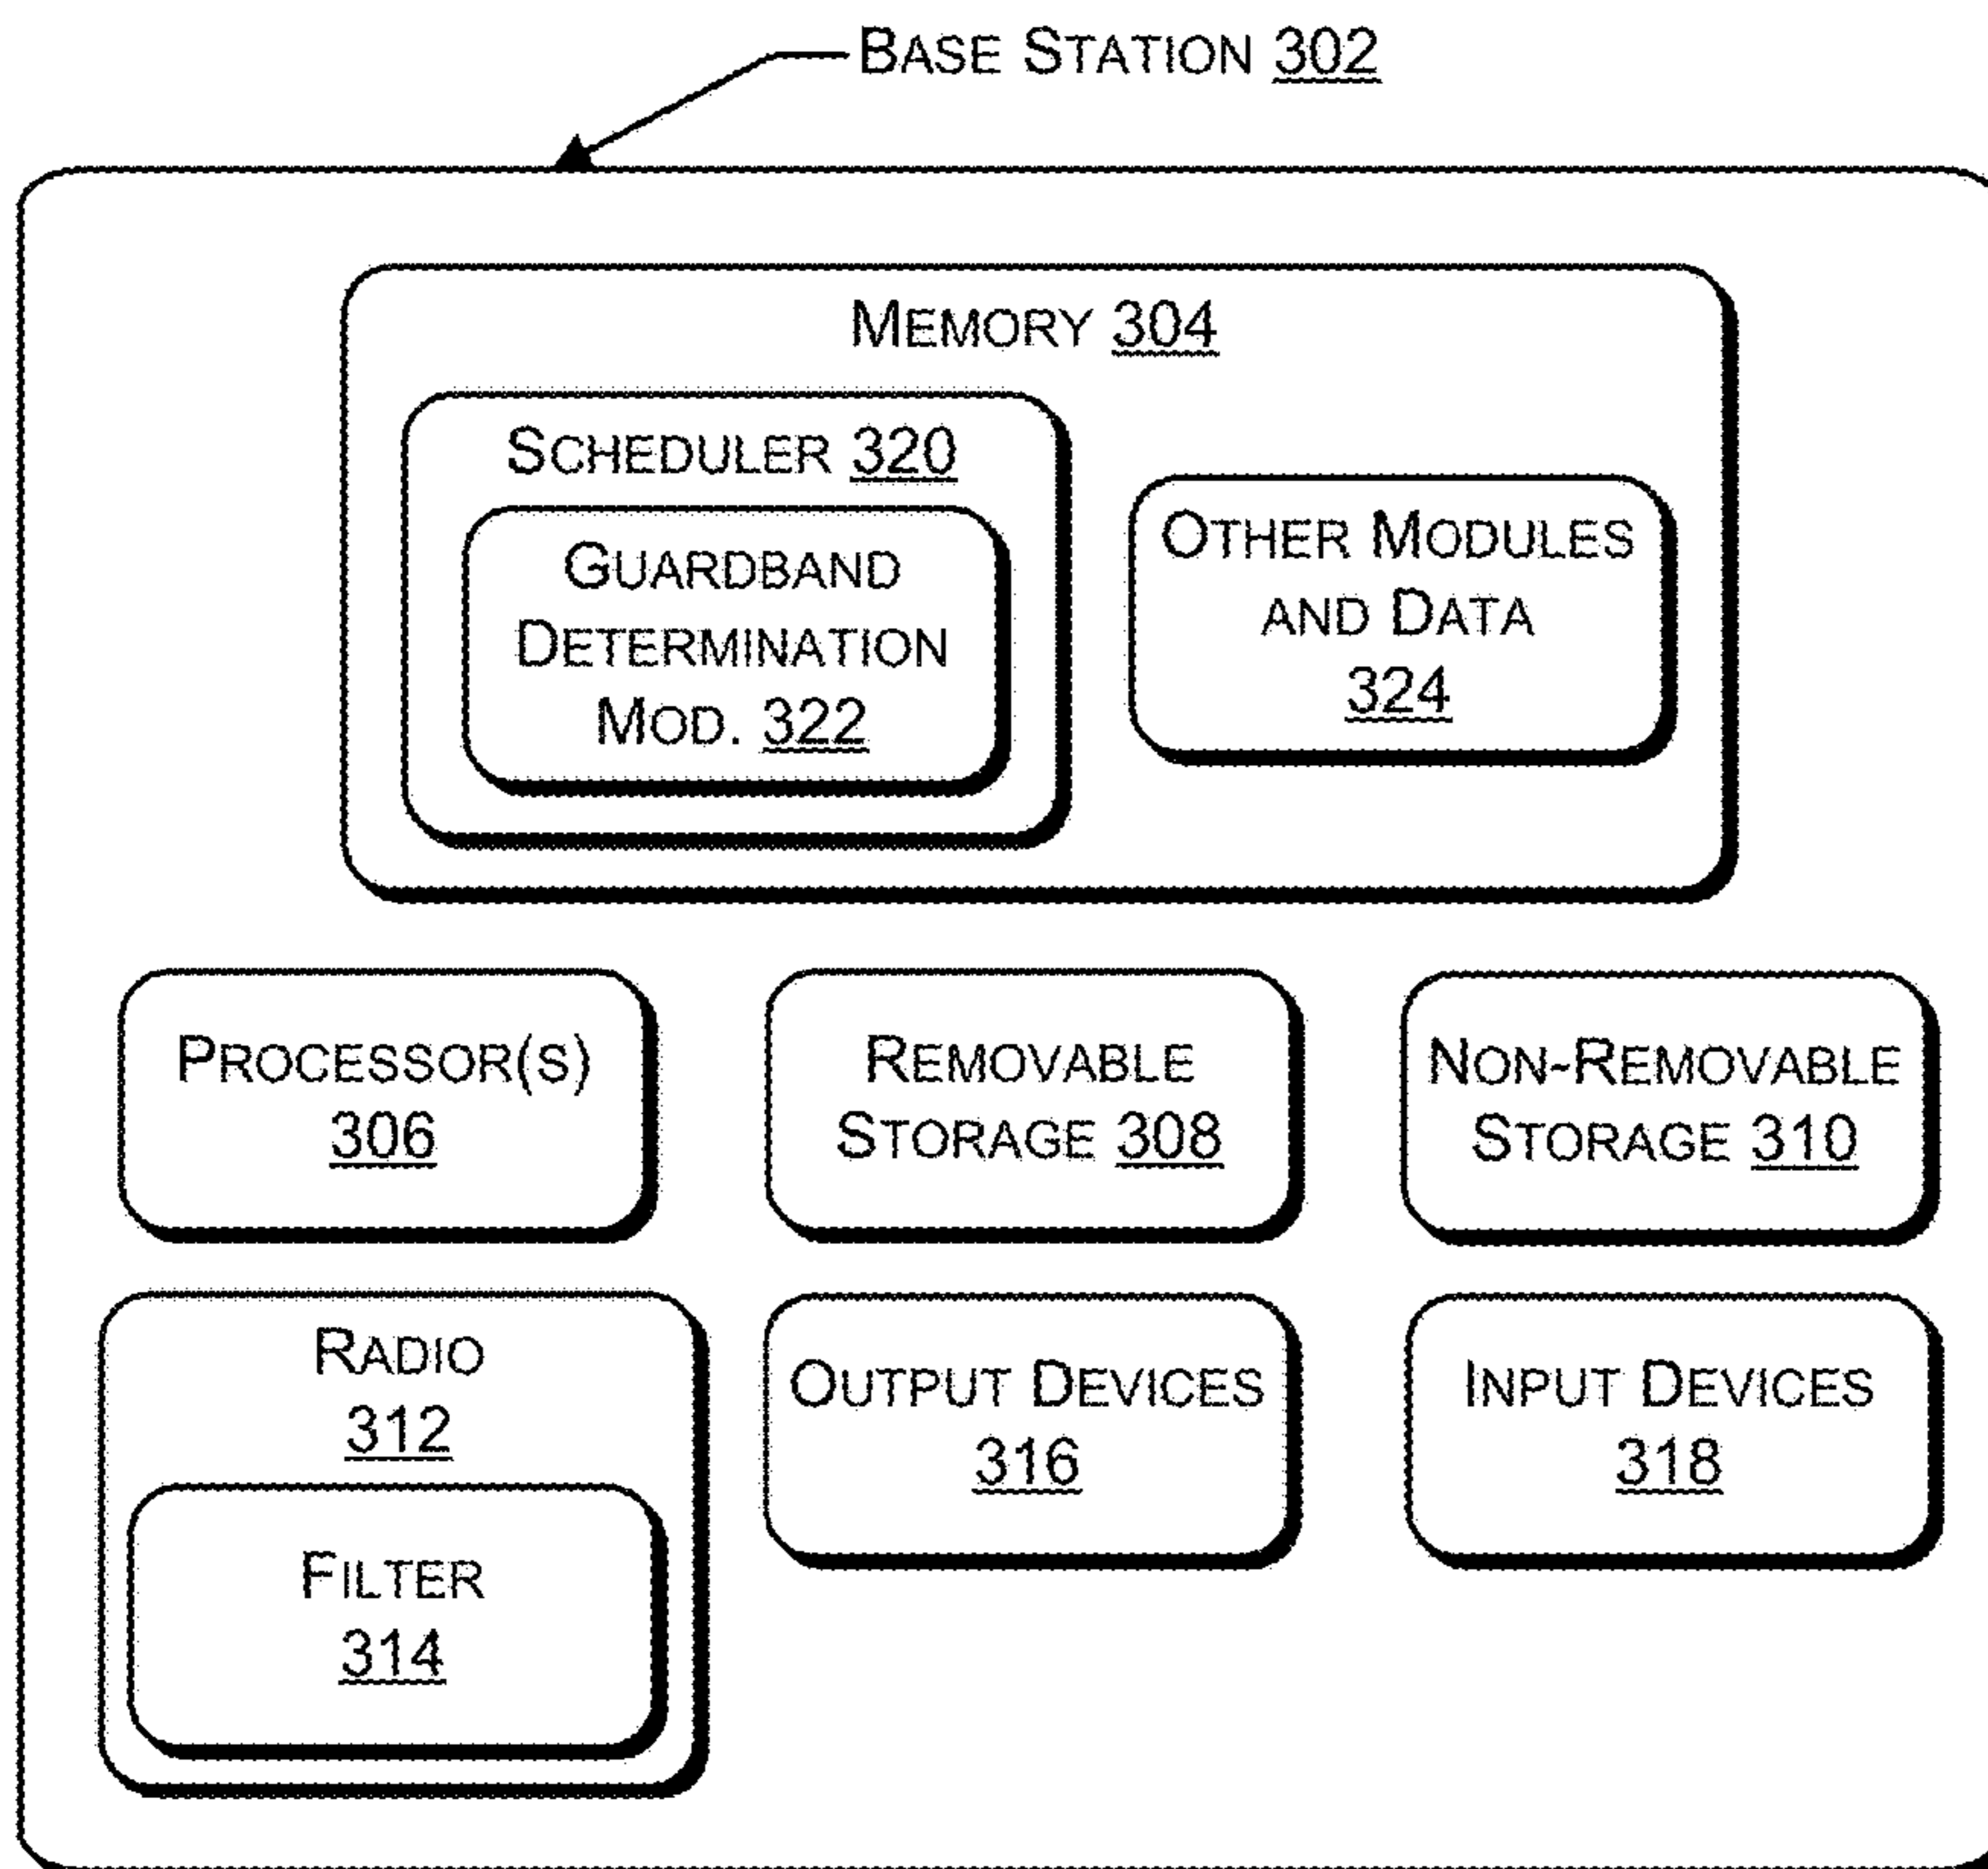 BASE STATION 302
MEMORY 304
SCHEDULER 320
GUARDBAND
DETERMINATION
MOD. 322
OTHER MODULES
AND DATA
324
PROCESSOR(S)
306
REMOVABLE
STORAGE 308
NON-REMOVABLE
STORAGE 310
RADIO
312
FILTER
314
OUTPUT DEVICES
316
INPUT DEVICES
318